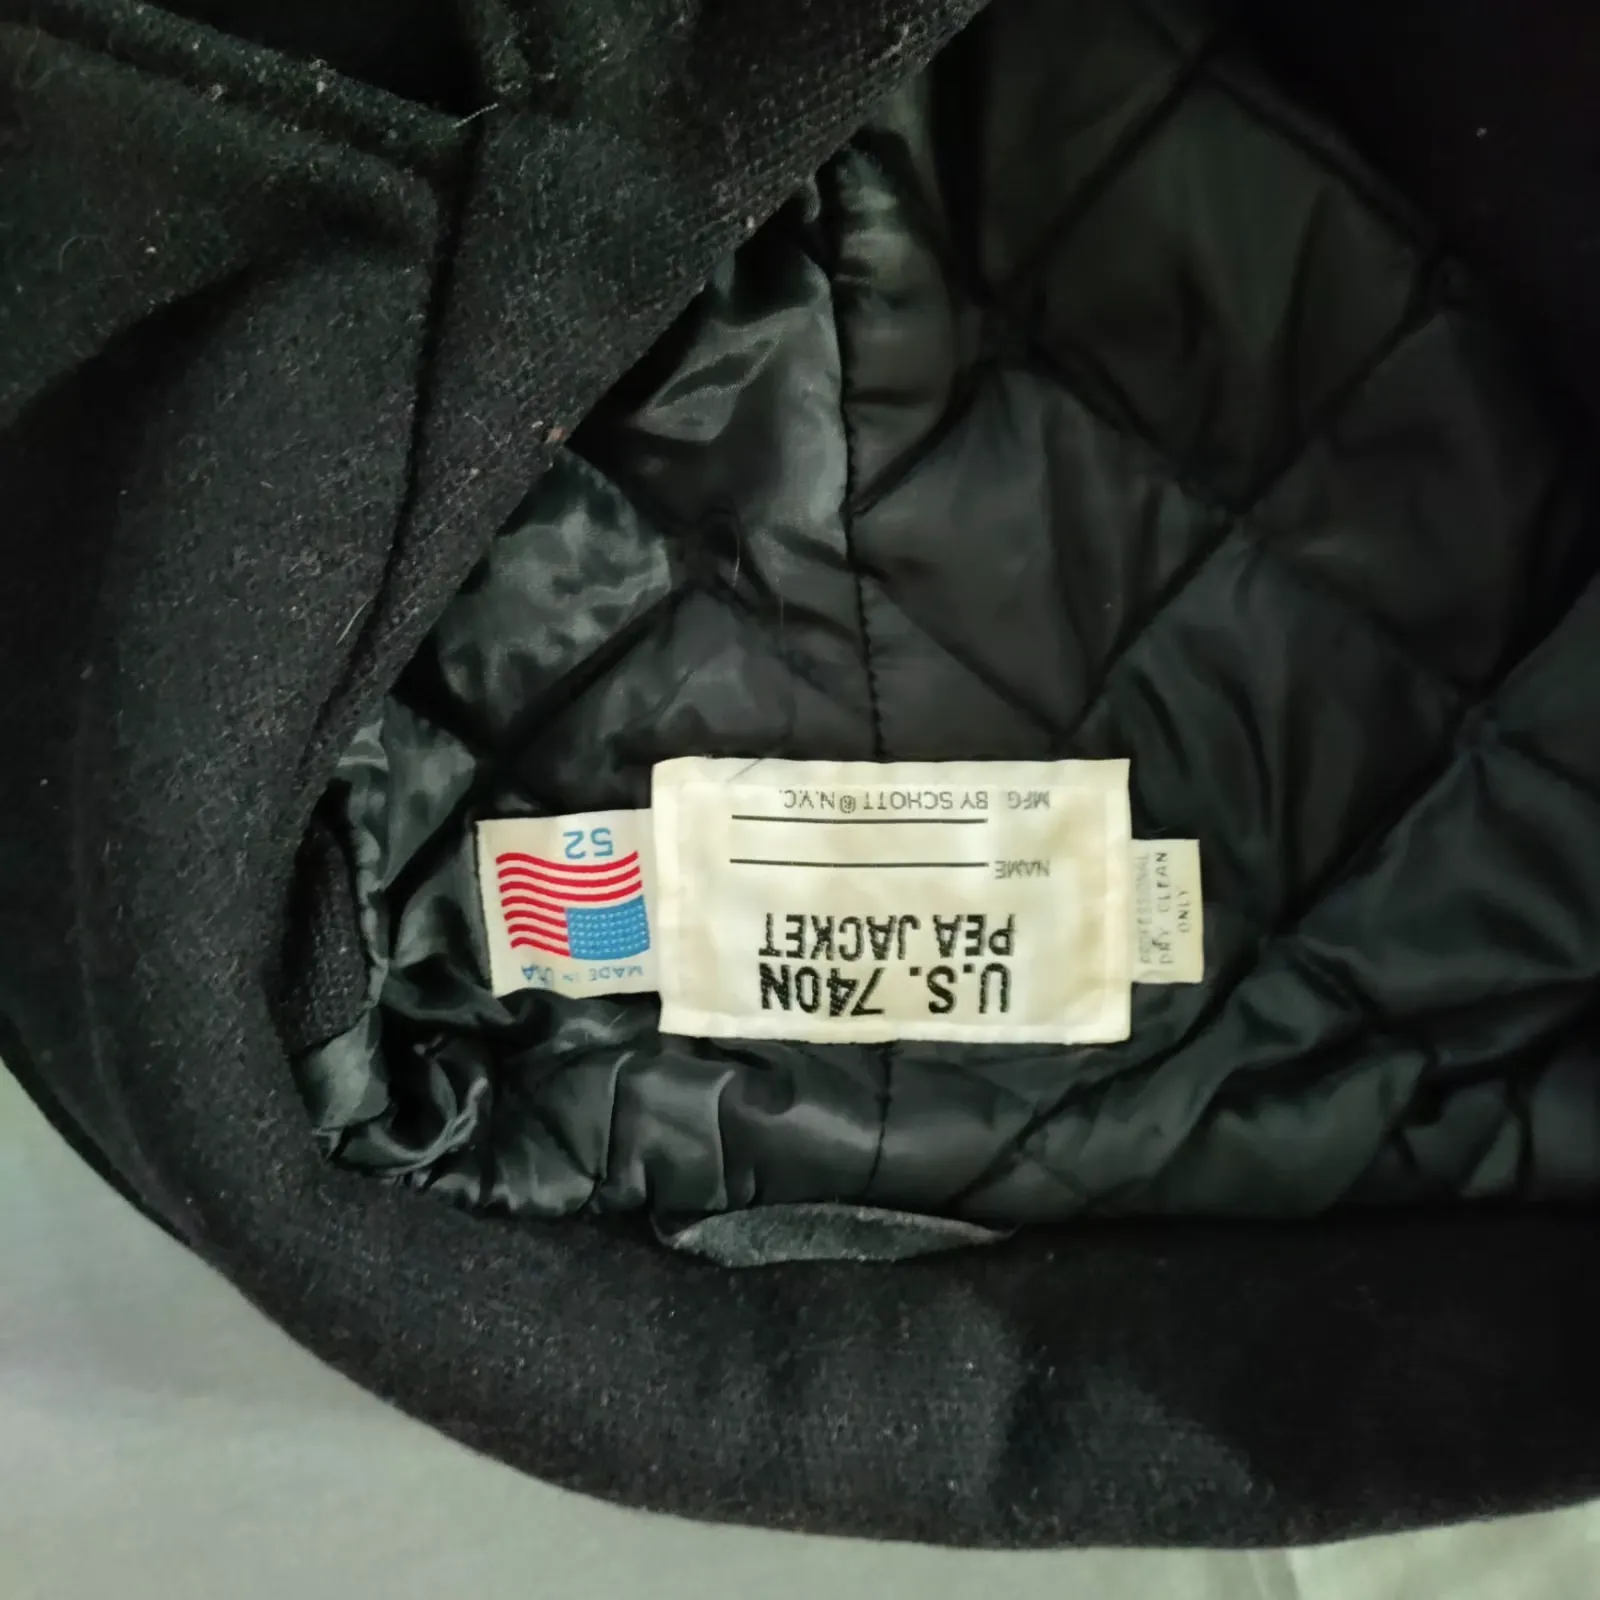 U.S. 740N
PEA JACKET
NAME
MFG. BY SCHOTT® N.Y.C.
MADE IN USA
52
PROFESSIONAL
DRY CLEAN
ONLY